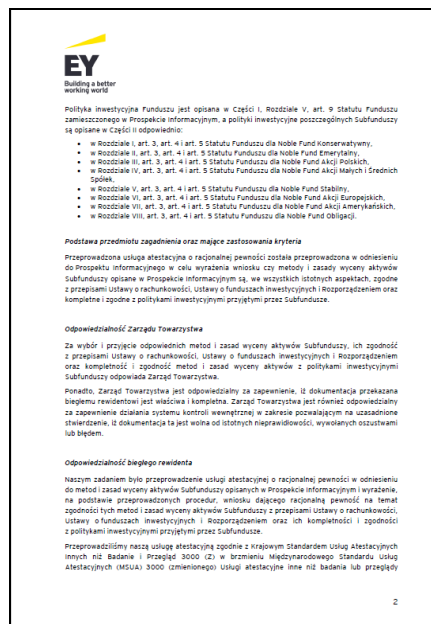 EY
Building a better
working world
Polityka inwestycyjna Funduszu jest opisana w Części I, Rozdziale V, art. 9 Statutu Funduszu
zamieszczonego w Prospekcie Informacyjnym, a polityki inwestycyjne poszczególnych Subfunduszy
są opisane w Części II odpowiednio:
• w Rozdziale I, art. 3, art. 4 i art. 5 Statutu Funduszu dla Noble Fund Konserwatywny,
• w Rozdziale II, art. 3, art. 4 i art. 5 Statutu Funduszu dla Noble Fund Emerytalny,
• w Rozdziale III, art. 3, art. 4 i art. 5 Statutu Funduszu dla Noble Fund Akcji Polskich,
• w Rozdziale IV, art. 3, art. 4 i art. 5 Statutu Funduszu dla Noble Fund Akcji Małych i Średnich
Spółek,
• w Rozdziale V, art. 3, art. 4 i art. 5 Statutu Funduszu dla Noble Fund Stabilny,
• w Rozdziale VI, art. 3, art. 4 i art. 5 Statutu Funduszu dla Noble Fund Akcji Europejskich,
• w Rozdziale VII, art. 3, art. 4 i art. 5 Statutu Funduszu dla Noble Fund Akcji Amerykańskich,
• w Rozdziale VIII, art. 3, art. 4 i art. 5 Statutu Funduszu dla Noble Fund Obligacji.
Podstawa przedmiotu zagadnienia oraz mające zastosowania kryteria
Przeprowadzona usługa atestacyjna o racjonalnej pewności została przeprowadzona w odniesieniu
do Prospektu Informacyjnego w celu wyrażenia wniosku czy metody i zasady wyceny aktywów
Subfunduszy opisane w Prospekcie Informacyjnym są, we wszystkich istotnych aspektach, zgodne
z przepisami Ustawy o rachunkowości, Ustawy o funduszach inwestycyjnych i Rozporządzeniem oraz
kompletne i zgodne z politykami inwestycyjnymi przyjętymi przez Subfundusze.
Odpowiedzialność Zarządu Towarzystwa
Za wybór i przyjęcie odpowiednich metod i zasad wyceny aktywów Subfunduszy, ich zgodność
z przepisami Ustawy o rachunkowości, Ustawy o funduszach inwestycyjnych i Rozporządzeniem
oraz kompletność i zgodność metod i zasad wyceny aktywów z politykami inwestycyjnymi
Subfunduszy odpowiada Zarząd Towarzystwa.
Ponadto, Zarząd Towarzystwa jest odpowiedzialny za zapewnienie, iż dokumentacja przekazana
biegłemu rewidentowi jest właściwa i kompletna. Zarząd Towarzystwa jest również odpowiedzialny
za zapewnienie działania systemu kontroli wewnętrznej w zakresie pozwalającym na uzasadnione
stwierdzenie, iż dokumentacja ta jest wolna od istotnych nieprawidłowości, wywołanych oszustwami
lub błędem.
Odpowiedzialność biegłego rewidenta
Naszym zadaniem było przeprowadzenie usługi atestacyjnej o racjonalnej pewności w odniesieniu
do metod i zasad wyceny aktywów Subfunduszy opisanych w Prospekcie Informacyjnym i wyrażenie,
na podstawie przeprowadzonych procedur, wniosku dającego racjonalną pewność na temat
zgodności tych metod i zasad wyceny aktywów Subfunduszy z przepisami Ustawy o rachunkowości,
Ustawy o funduszach inwestycyjnych i Rozporządzeniem oraz ich kompletności i zgodności
z politykami inwestycyjnymi przyjętymi przez Subfundusze.
Przeprowadziliśmy naszą usługę atestacyjną zgodnie z Krajowym Standardem Usług Atestacyjnych
Innych niż Badanie i Przegląd 3000 (Z) w brzmieniu Międzynarodowego Standardu Usług
Atestacyjnych (MSUA) 3000 (zmienionego) Usługi atestacyjne inne niż badania lub przeglądy
2